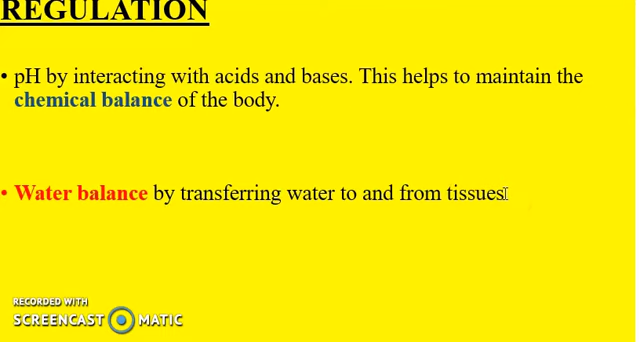 REGULATION
• pH by interacting with acids and bases. This helps to maintain the
chemical balance of the body.
• Water balance by transferring water to and from tissues
RECORDED WITH
SCREENCAST MATIC